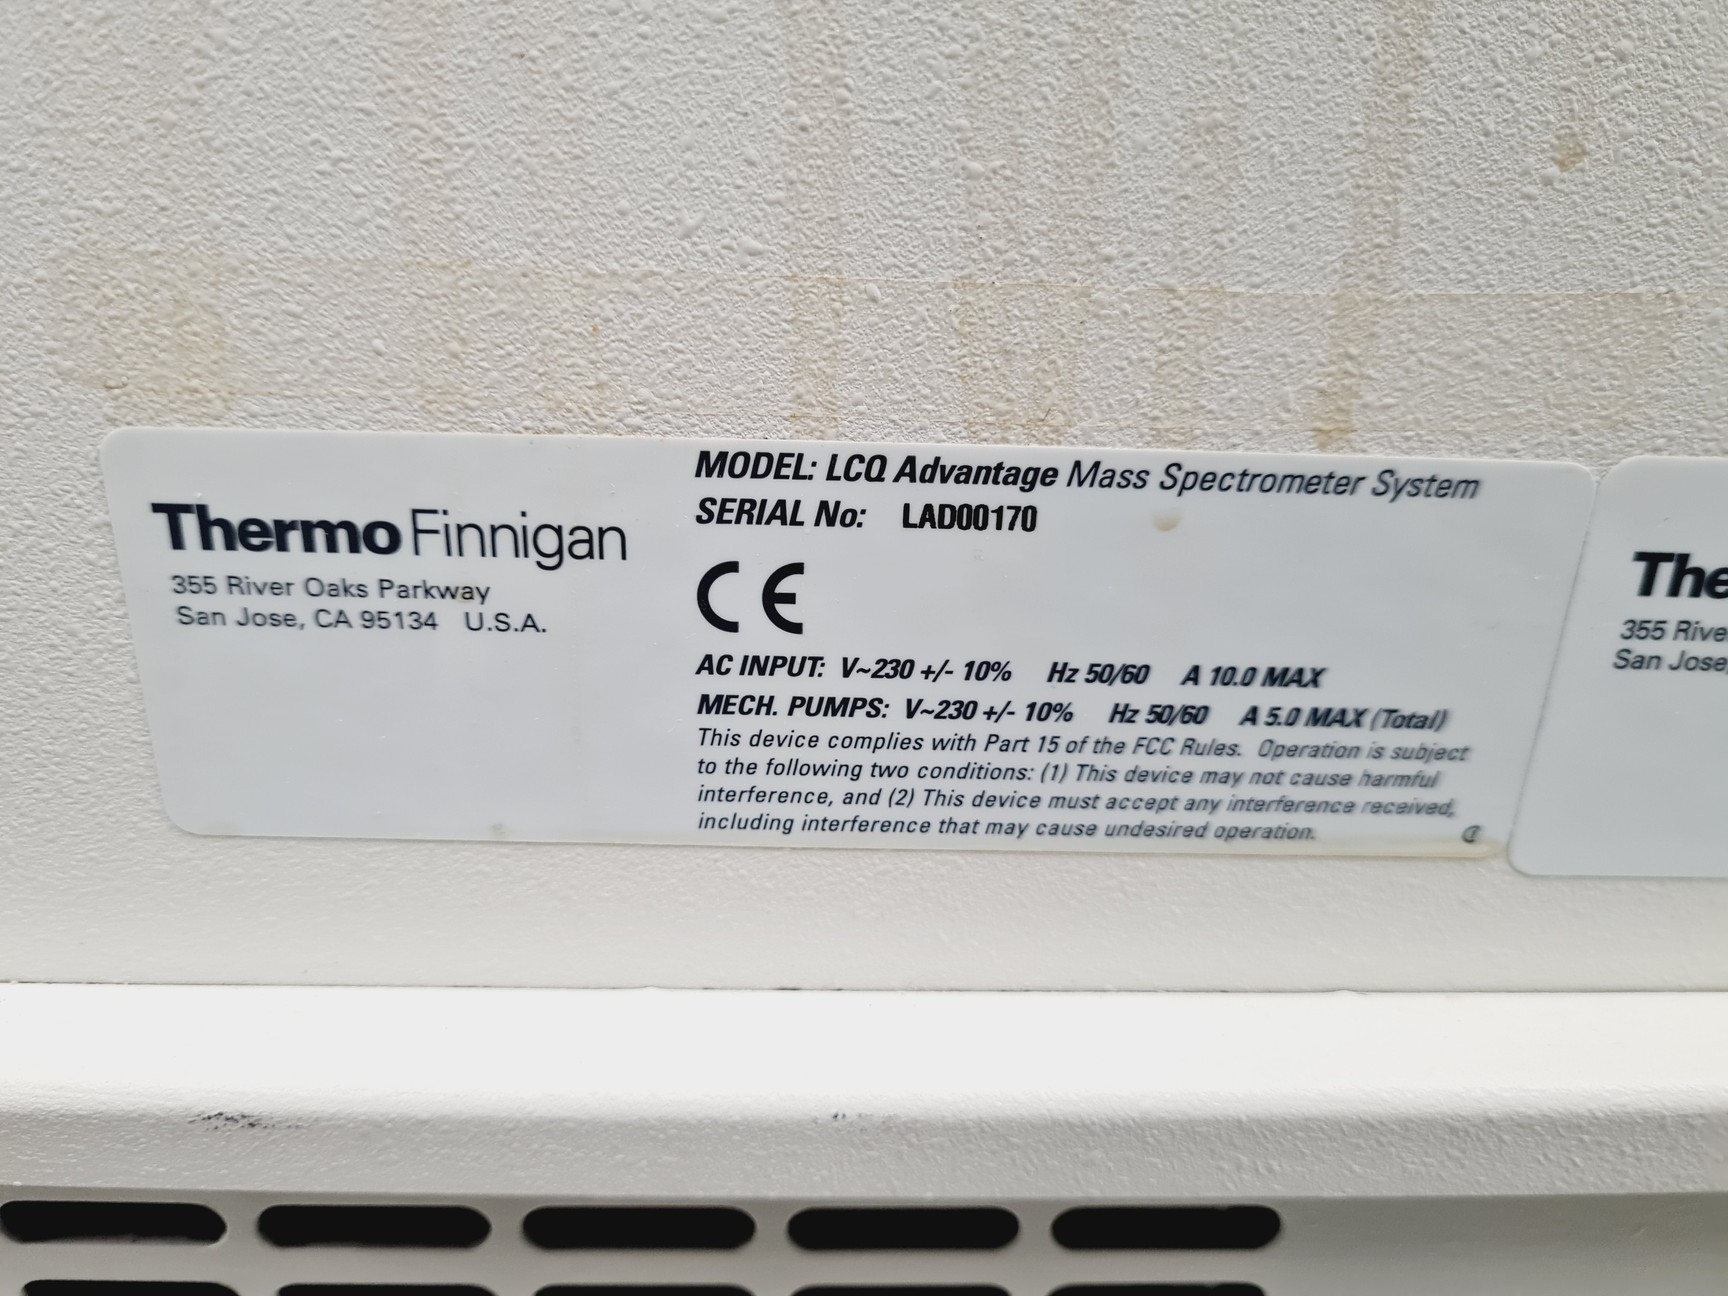 Thermo Finnigan
355 River Oaks Parkway
San Jose, CA 95134 U.S.A.
MODEL: LCQ Advantage Mass Spectrometer System
SERIAL No: LAD00170
CE
AC INPUT: V~230 +/- 10% Hz 50/60 A 10.0 MAX
MECH. PUMPS: V~230 +/- 10% Hz 50/60 A 5.0 MAX (Total)
This device complies with Part 15 of the FCC Rules. Operation is subject
to the following two conditions: (1) This device may not cause harmful
interference, and (2) This device must accept any interference received,
including interference that may cause undesired operation.
The
355 Rive
San Jose,